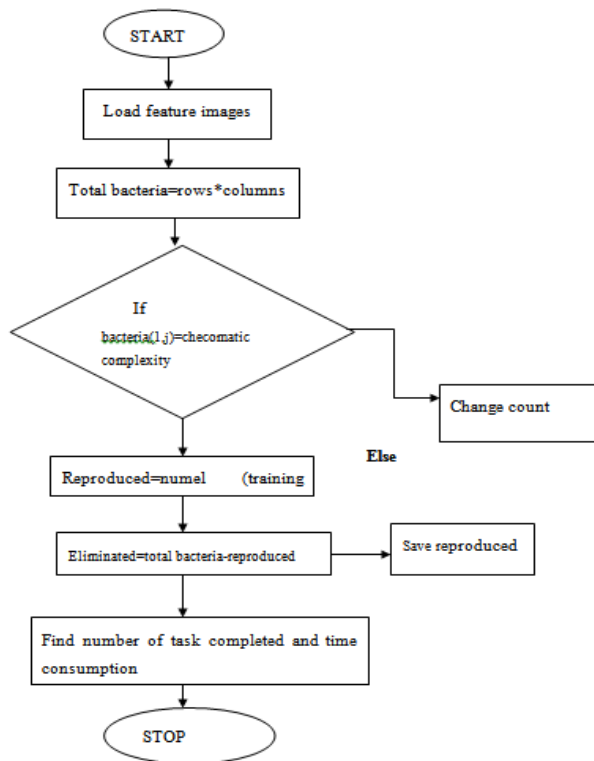 START
Load feature images
Total bacteria=rows*columns
If
bacteria(1,j)=checomatic
complexity
Change count
Else
Reproduced=numel (training
Eliminated=total bacteria-reproduced
Save reproduced
Find number of task completed and time
consumption
STOP